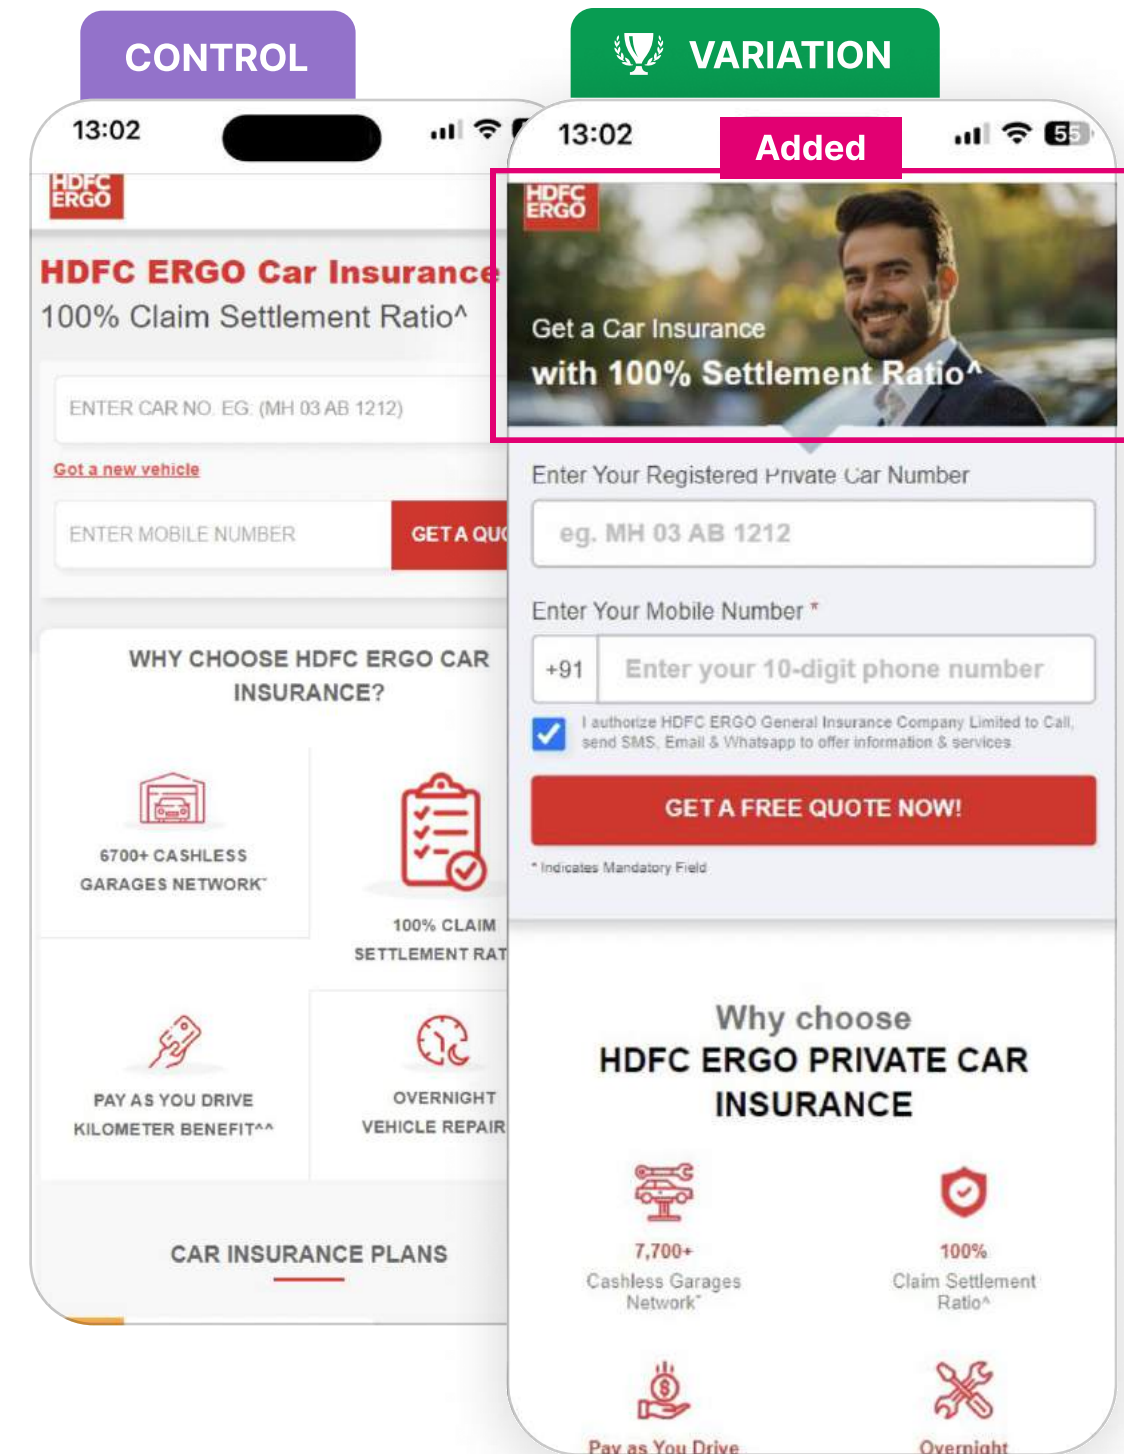 CONTROL
13:02
HDFC
ERGO
HDFC ERGO Car Insurance
100% Claim Settlement Ratio^
ENTER CAR NO. EG: (MH 03 AB 1212)
Got a new vehicle
ENTER MOBILE NUMBER
GET A QUO
WHY CHOOSE HDFC ERGO CAR
INSURANCE?
6700+ CASHLESS
GARAGES NETWORK˜
100% CLAIM
SETTLEMENT RAT
PAY AS YOU DRIVE
KILOMETER BENEFIT^^
OVERNIGHT
VEHICLE REPAIR
CAR INSURANCE PLANS
VARIATION
13:02
Added
55
HDFC
ERGO
Get a Car Insurance
with 100% Settlement Ratio^
Enter Your Registered Private Car Number
eg. MH 03 AB 1212
Enter Your Mobile Number *
+91
Enter your 10-digit phone number
I authorize HDFC ERGO General Insurance Company Limited to Call,
send SMS, Email & Whatsapp to offer information & services.
GET A FREE QUOTE NOW!
* Indicates Mandatory Field
Why choose
HDFC ERGO PRIVATE CAR
INSURANCE
7,700+
Cashless Garages
Network˜
100%
Claim Settlement
Ratio^
Pay as You Drive
Overnight